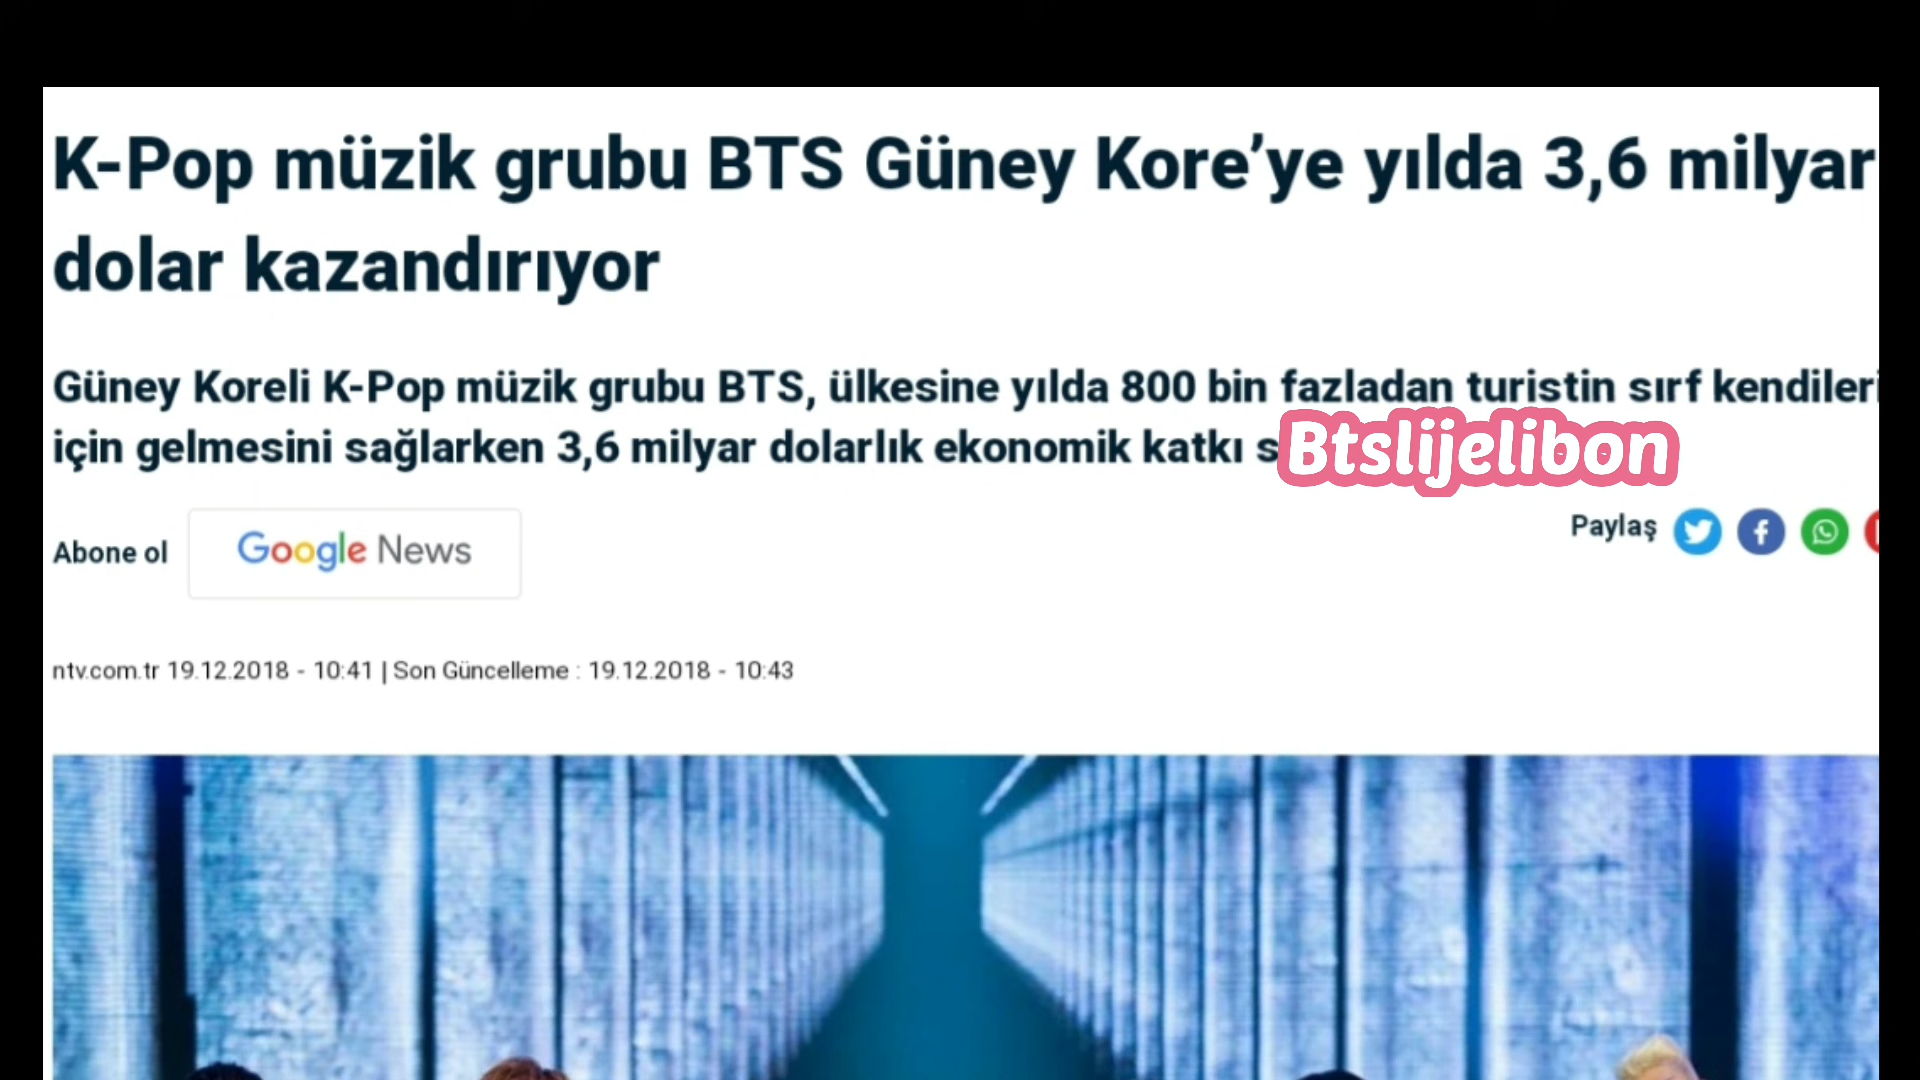 K-Pop müzik grubu BTS Güney Kore’ye yılda 3,6 milyar
dolar kazandırıyor
Güney Koreli K-Pop müzik grubu BTS, ülkesine yılda 800 bin fazladan turistin sırf kendileri
için gelmesini sağlarken 3,6 milyar dolarlık ekonomik katkı s
Btslijelibon
Abone ol Google News
Paylaş
ntv.com.tr 19.12.2018 - 10:41 | Son Güncelleme : 19.12.2018 - 10:43